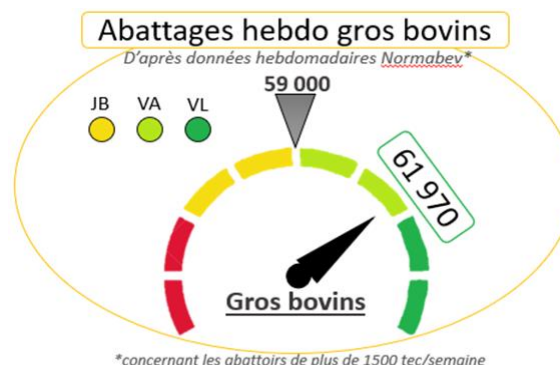 Abattages hebdo gros bovins
D'après données hebdomadaires Normabev*
59 000
JB VA VL
61 970
Gros bovins
*concernant les abattoirs de plus de 1500 tec/semaine